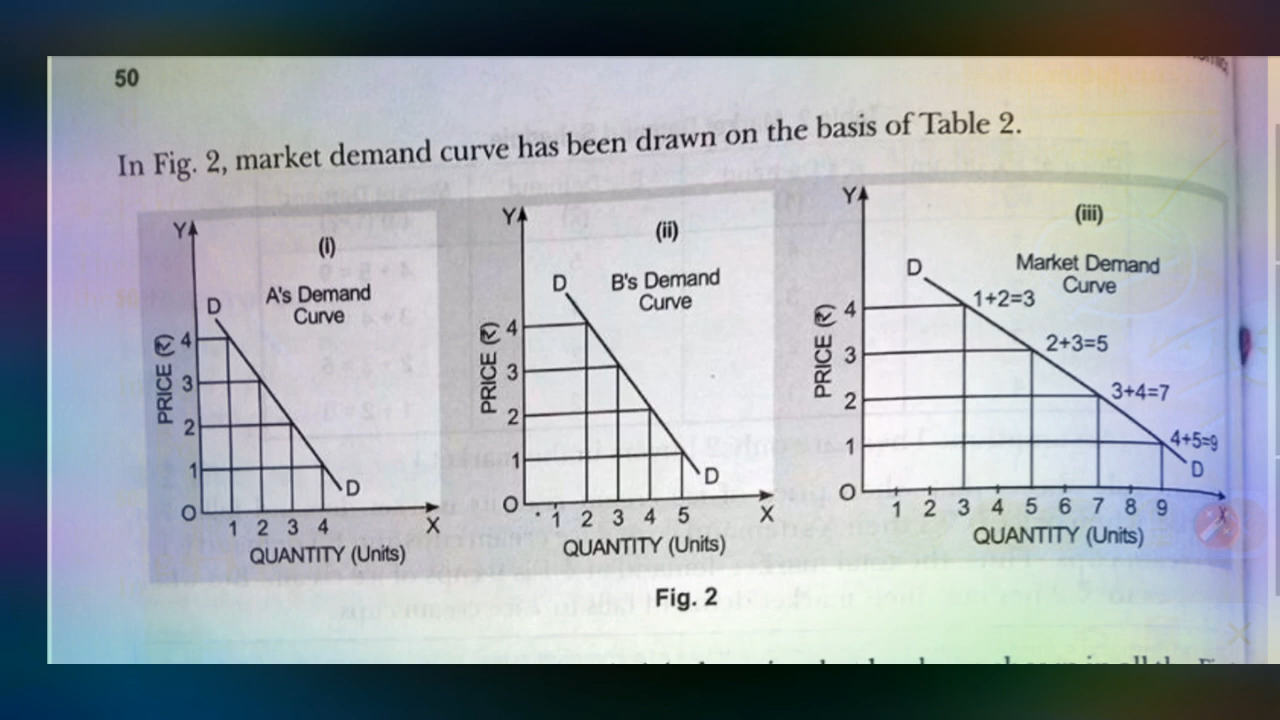 50
In Fig. 2, market demand curve has been drawn on the basis of Table 2.
Y
(i)
A's Demand
Curve
D
PRICE (₹)
4
3
2
1
O
D
1 2 3 4
X
QUANTITY (Units)
Y
(ii)
B's Demand
Curve
D
PRICE (₹)
4
3
2
1
O
D
1 2 3 4 5
X
QUANTITY (Units)
Y
(iii)
Market Demand
Curve
D
1+2=3
2+3=5
3+4=7
4+5=9
D
PRICE (₹)
4
3
2
1
O
1 2 3 4 5 6 7 8 9
X
QUANTITY (Units)
Fig. 2